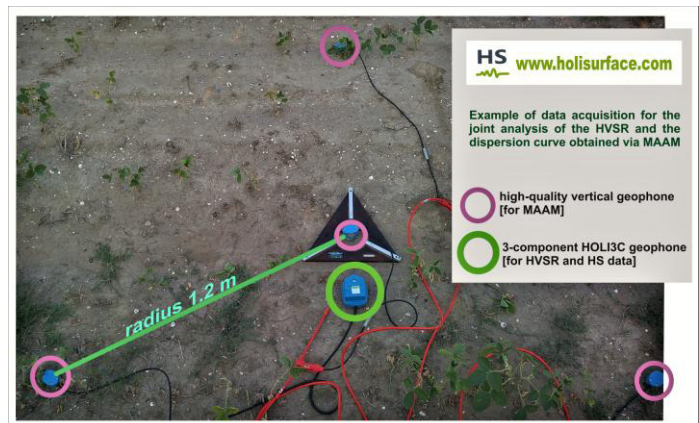 HS www.holisurface.com
Example of data acquisition for the
joint analysis of the HVSR and the
dispersion curve obtained via MAAM
high-quality vertical geophone
[for MAAM]
3-component HOLI3C geophone
[for HVSR and HS data]
radius 1.2 m